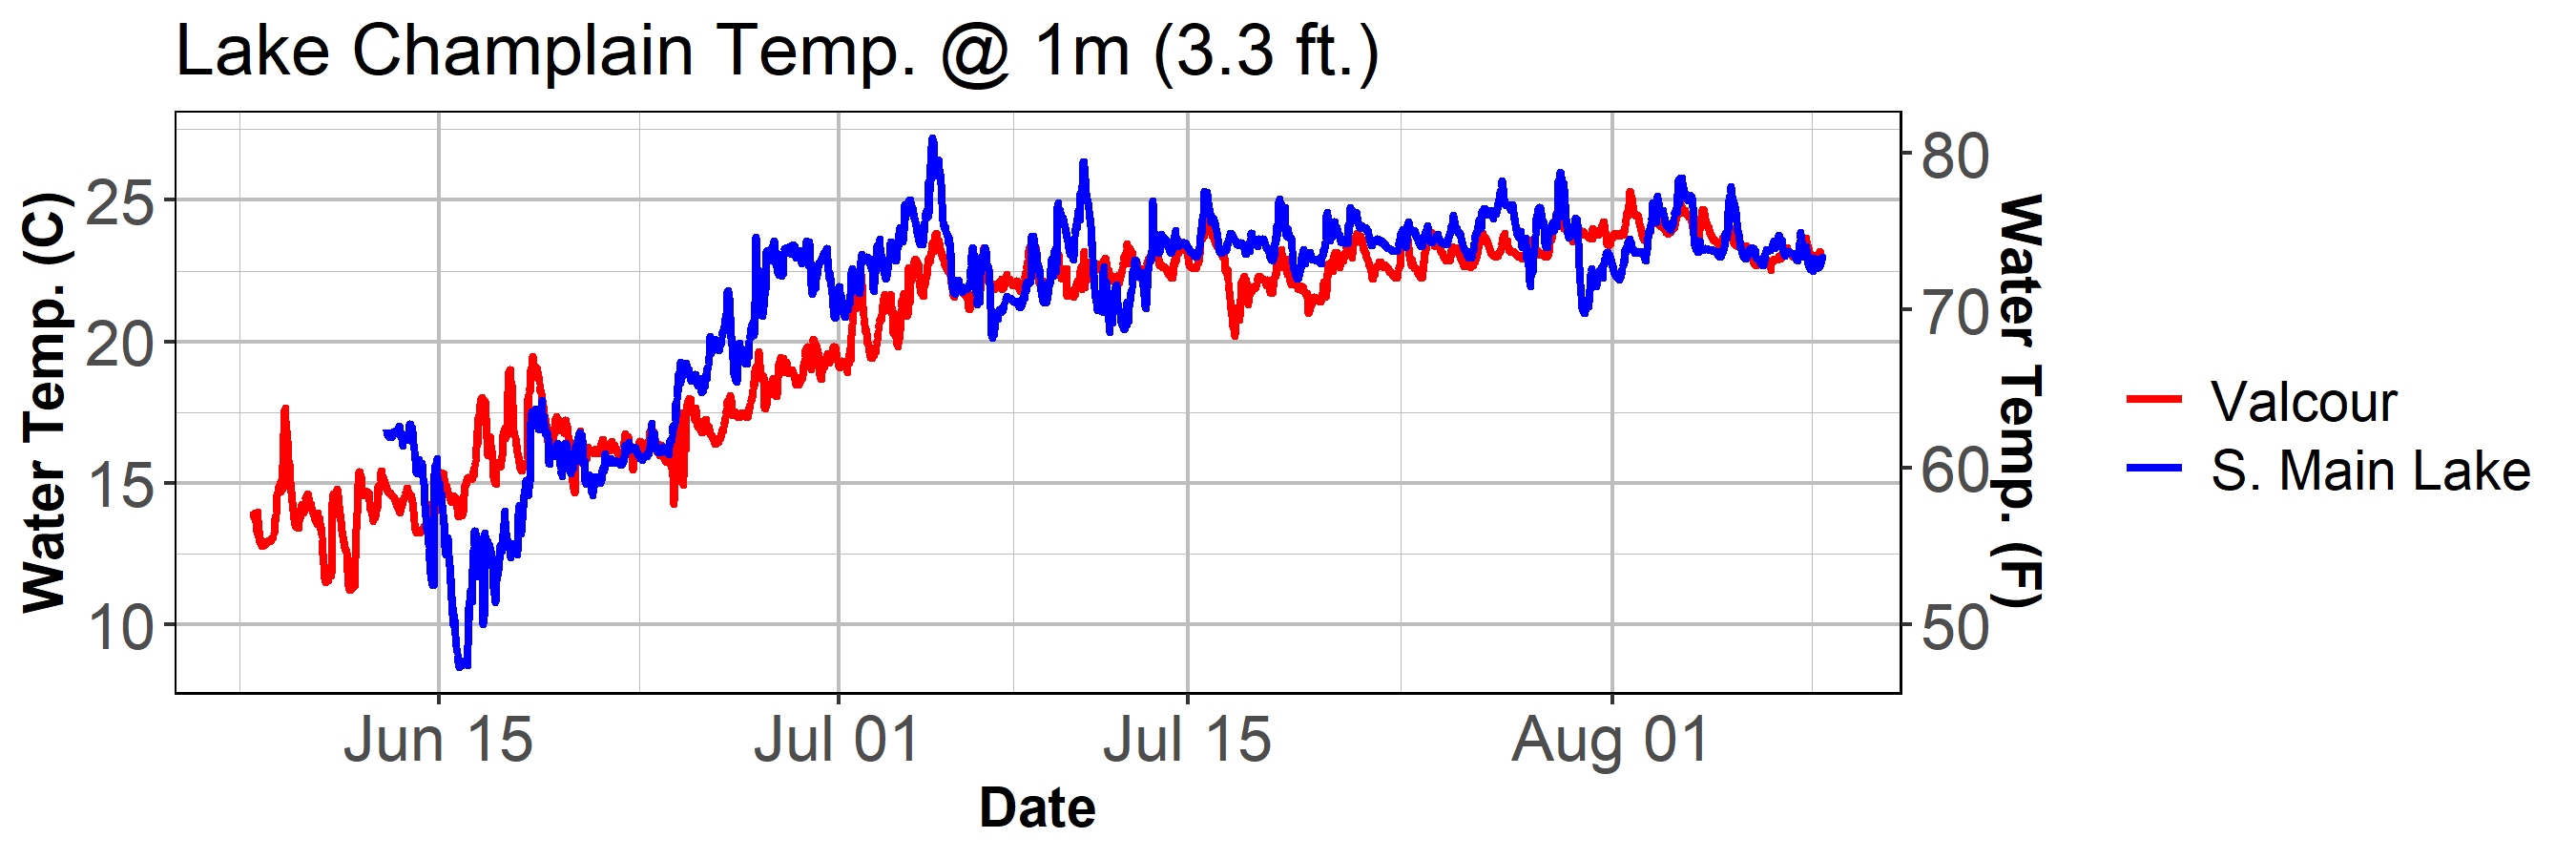 Lake Champlain Temp. @ 1m (3.3 ft.)
Water Temp. (C)
25
20
15
10
80
70
60
50
Water Temp. (F)
Jun 15
Jul 01
Jul 15
Aug 01
Date
Valcour
S. Main Lake